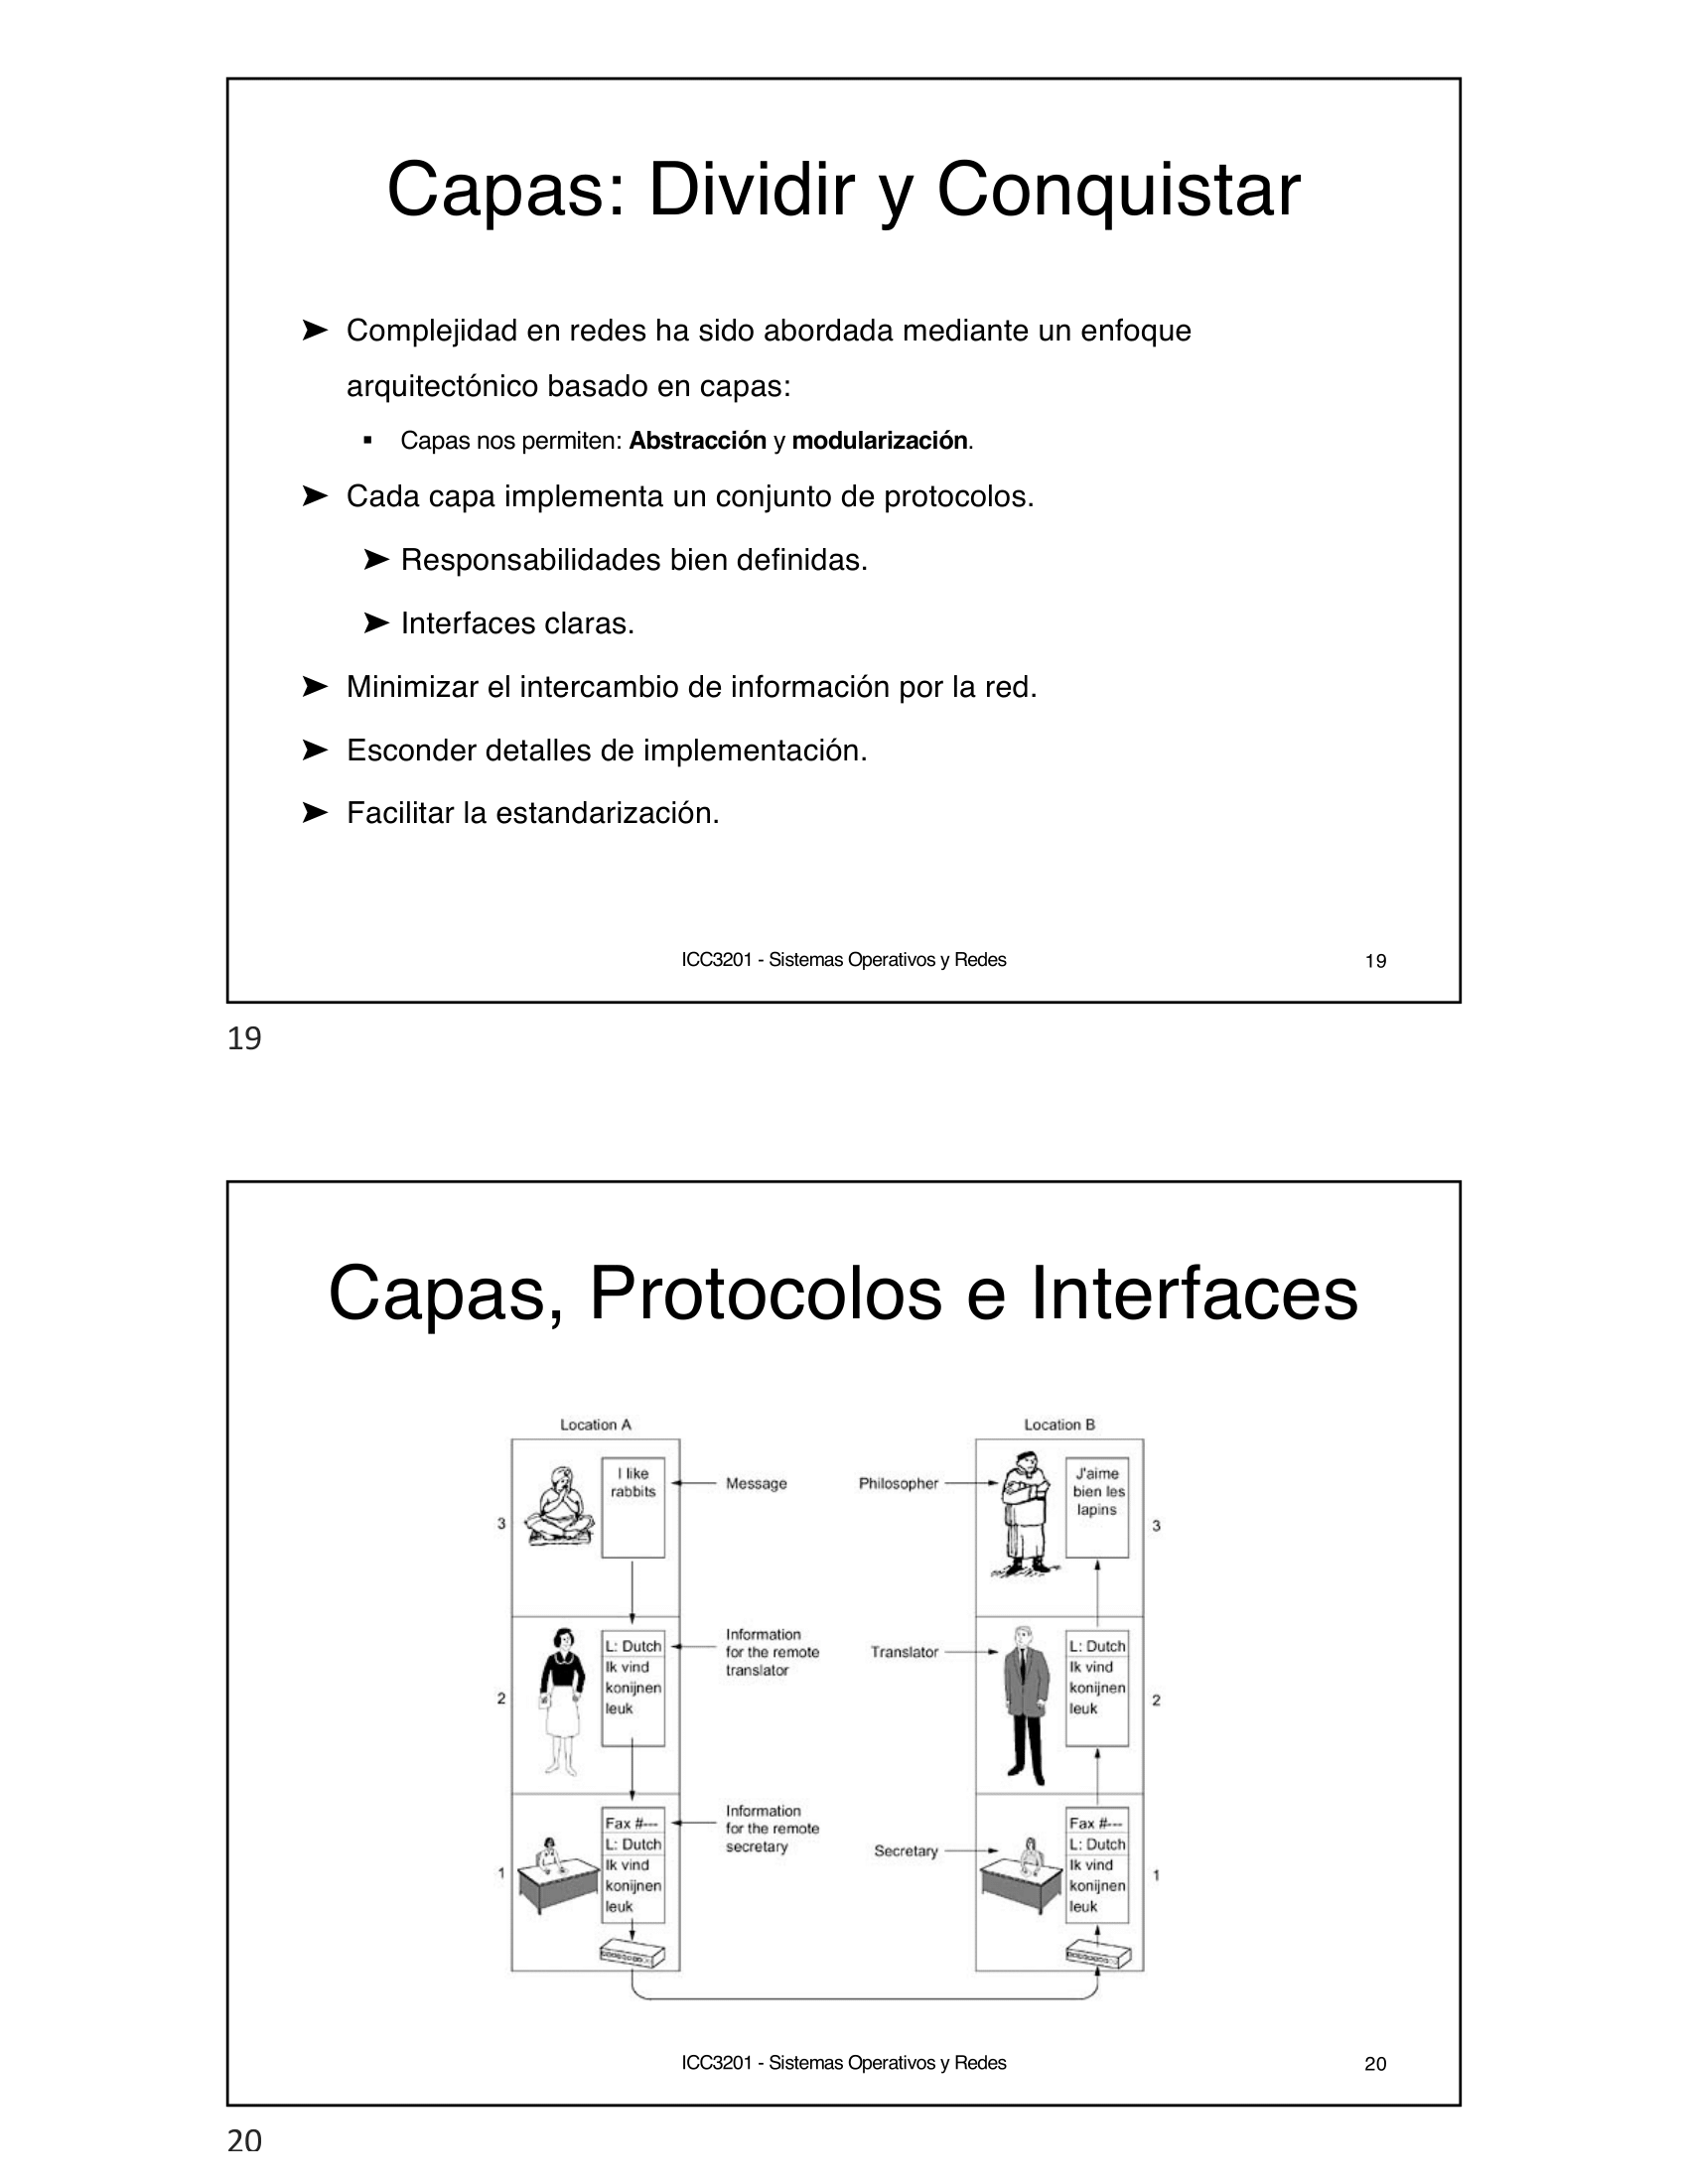 Capas: Dividir y Conquistar
➤ Complejidad en redes ha sido abordada mediante un enfoque
arquitectónico basado en capas:
▪ Capas nos permiten: Abstracción y modularización.
➤ Cada capa implementa un conjunto de protocolos.
➤ Responsabilidades bien definidas.
➤ Interfaces claras.
➤ Minimizar el intercambio de información por la red.
➤ Esconder detalles de implementación.
➤ Facilitar la estandarización.
ICC3201 - Sistemas Operativos y Redes
19
19
Capas, Protocolos e Interfaces
Location A
Location B
3
I like
rabbits
Message
Philosopher
J'aime
bien les
lapins
3
2
L: Dutch
Ik vind
konijnen
leuk
Information
for the remote
translator
Translator
L: Dutch
Ik vind
konijnen
leuk
2
1
Fax #---
L: Dutch
Ik vind
konijnen
leuk
Information
for the remote
secretary
Secretary
Fax #---
L: Dutch
Ik vind
konijnen
leuk
1
ICC3201 - Sistemas Operativos y Redes
20
20